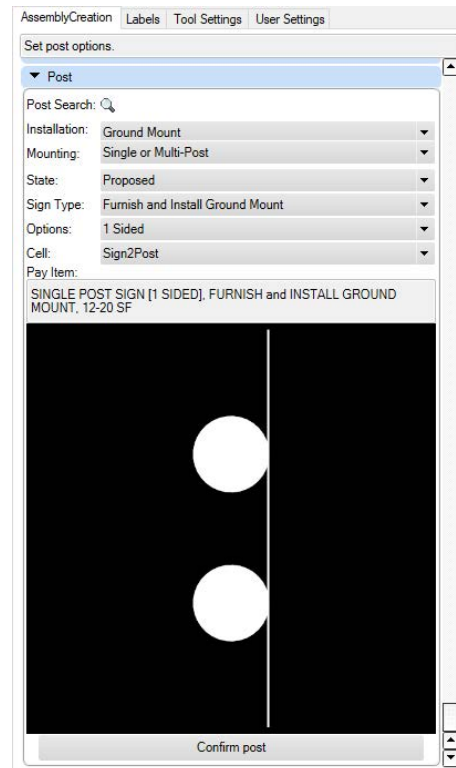 AssemblyCreation Labels Tool Settings User Settings
Set post options.
Post
Post Search:
Installation: Ground Mount
Mounting: Single or Multi-Post
State: Proposed
Sign Type: Furnish and Install Ground Mount
Options: 1 Sided
Cell: Sign2Post
Pay Item:
SINGLE POST SIGN [1 SIDED], FURNISH and INSTALL GROUND
MOUNT, 12-20 SF
Confirm post